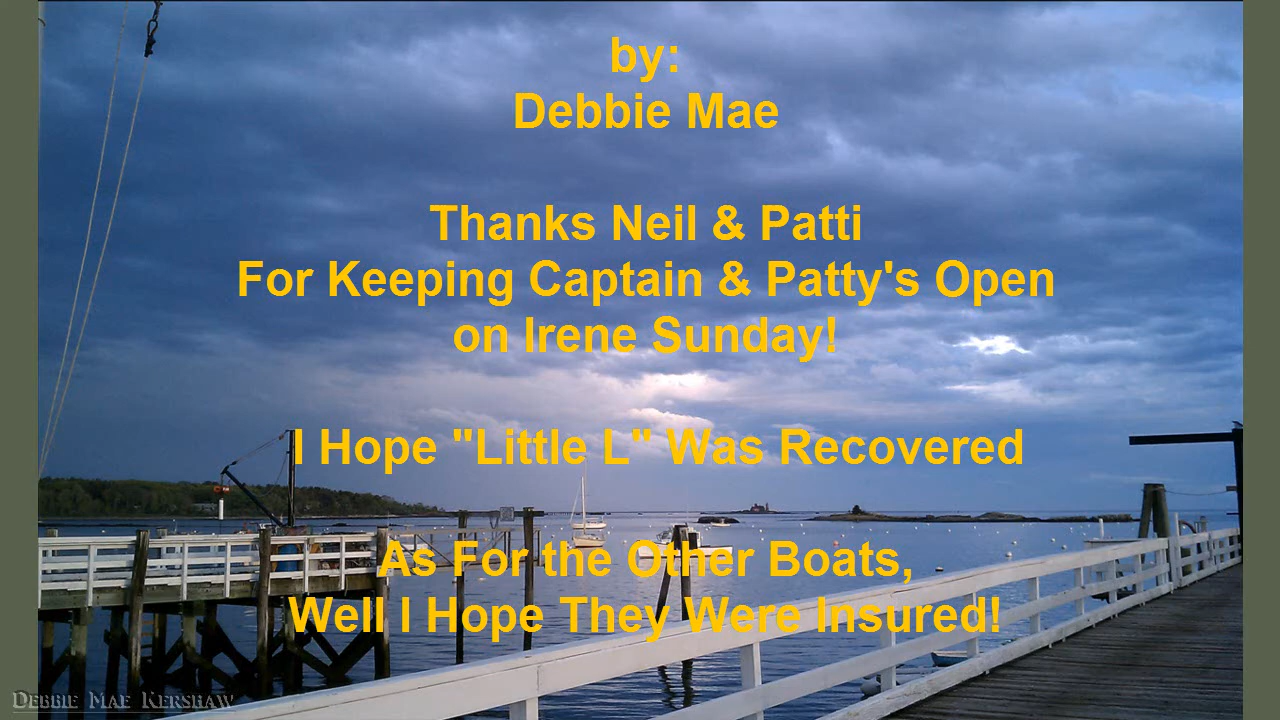 by:
Debbie Mae
Thanks Neil & Patti
For Keeping Captain & Patty's Open
on Irene Sunday!
I Hope "Little L" Was Recovered
As For the Other Boats,
Well I Hope They Were Insured!
Debbie Mae Kershaw